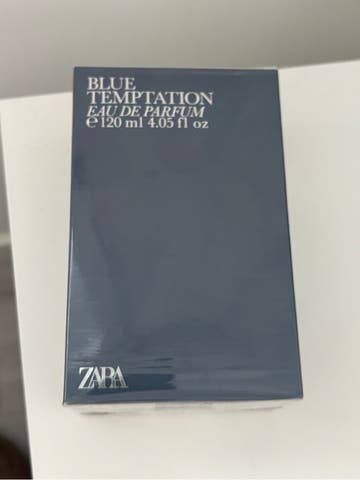 BLUE
TEMPTATION
EAU DE PARFUM
℮120 ml 4.05 fl oz
ZARA